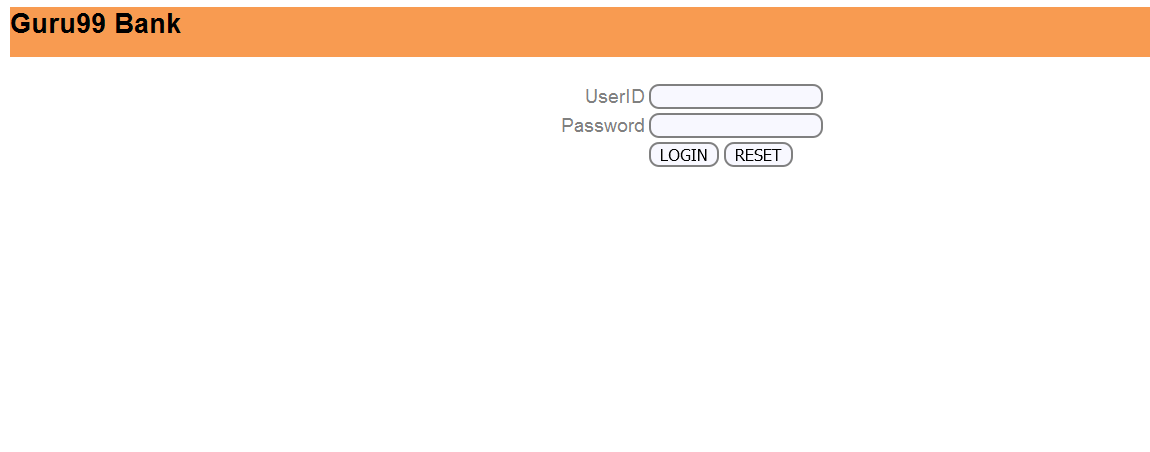 Guru99 Bank
UserID
Password
LOGIN RESET